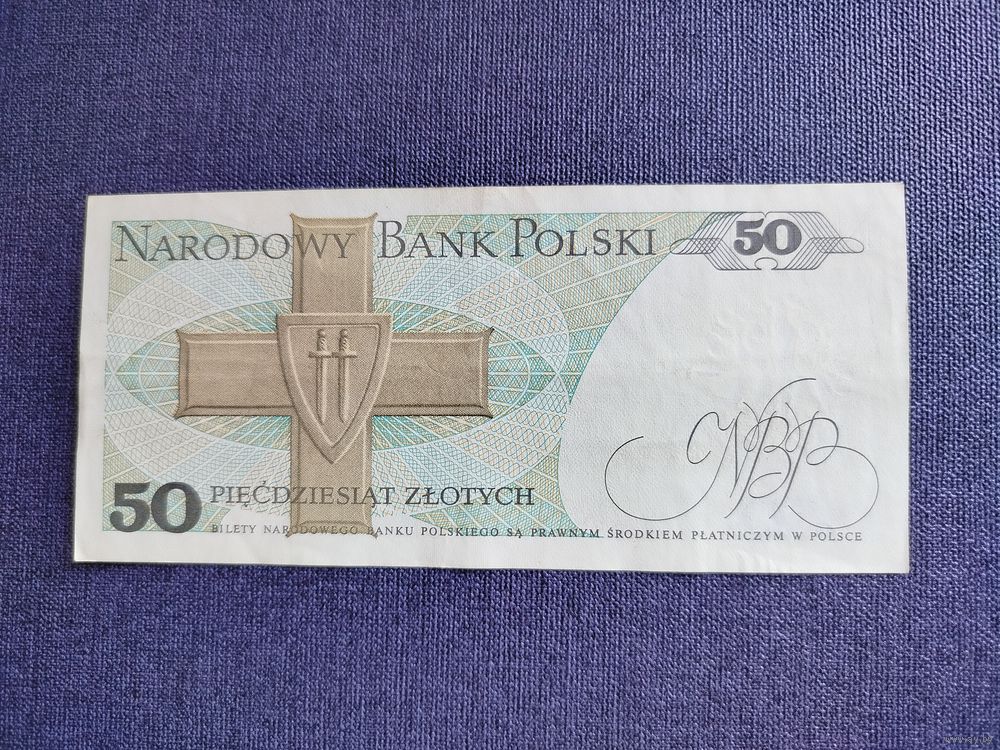 NARODOWY BANK POLSKI 50
NBP
50 PIĘĆDZIESIĄT ZŁOTYCH
BILETY NARODOWEGO BANKU POLSKIEGO SĄ PRAWNYM ŚRODKIEM PŁATNICZYM W POLSCE